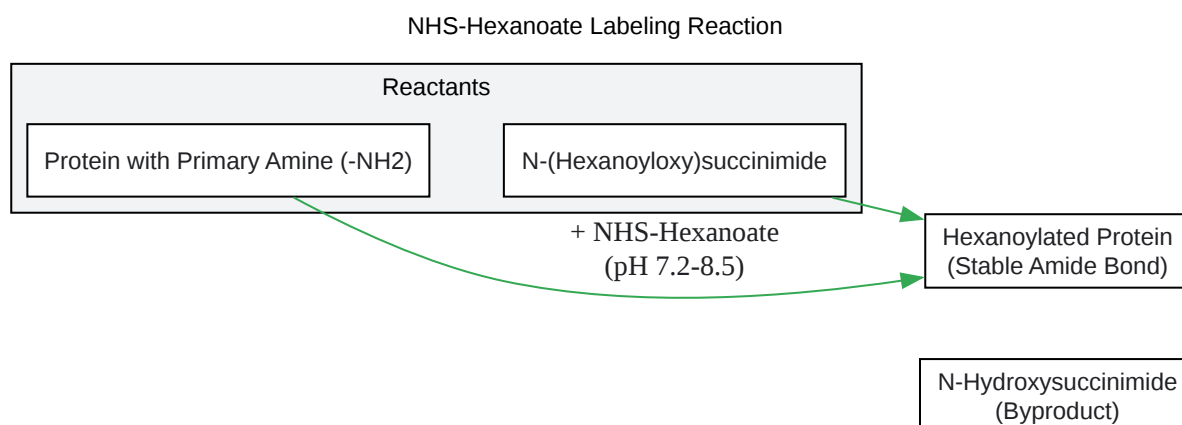 NHS-Hexanoate Labeling Reaction
Reactants
Protein with Primary Amine (-NH2)
N-(Hexanoyloxy)succinimide
+ NHS-Hexanoate
(pH 7.2-8.5)
Hexanoylated Protein
(Stable Amide Bond)
N-Hydroxysuccinimide
(Byproduct)